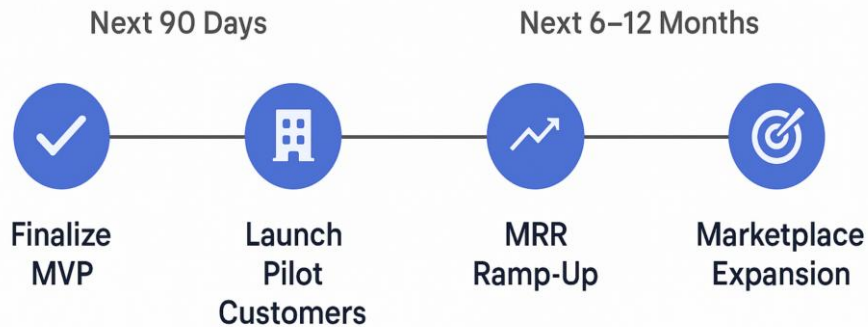 Next 90 Days
Next 6–12 Months
Finalize
MVP
Launch
Pilot
Customers
MRR
Ramp-Up
Marketplace
Expansion